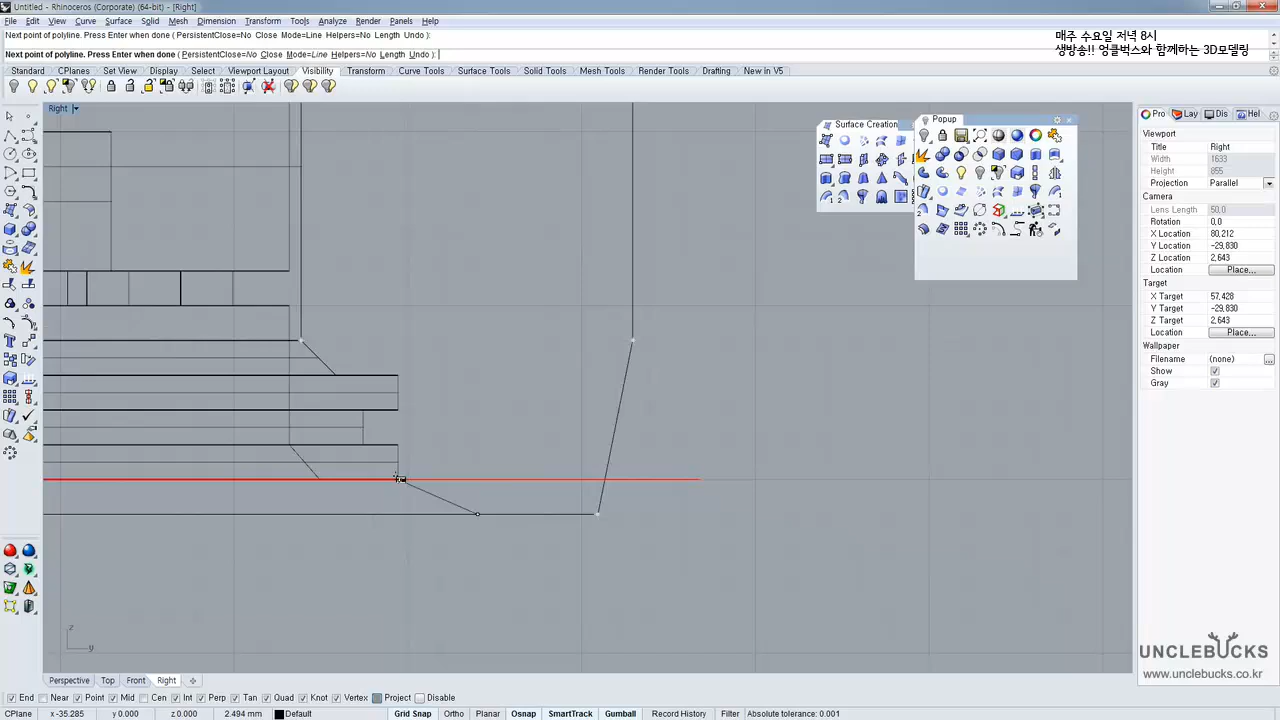 Untitled - Rhinoceros (Corporate) (64-bit) - [Right]
File Edit View Curve Surface Solid Mesh Dimension Transform Tools Analyze Render Panels Help
Next point of polyline. Press Enter when done (PersistentClose=No Close Mode=Line Helpers=No Length Undo):
Next point of polyline. Press Enter when done (PersistentClose=No Close Mode=Line Helpers=No Length Undo):
매주 수요일 저녁 8시
생방송!! 엉클벅스와 함께하는 3D모델링
Standard CPlanes Set View Display Select Viewport Layout Visibility Transform Curve Tools Surface Tools Solid Tools Mesh Tools Render Tools Drafting New in V5
Right
Surface Creation
Popup
Pro Lay Dis Hel
Viewport
Title Right
Width 1633
Height 855
Projection Parallel
Camera
Lens Length 50.0
Rotation 0.0
X Location 80.212
Y Location -29.830
Z Location 2.643
Location Place...
Target
X Target 57.428
Y Target -29.830
Z Target 2.643
Location Place...
Wallpaper
Filename (none) ...
Show
Gray
z
y
UNCLEBUCKS
www.unclebucks.co.kr
Perspective Top Front Right
End Near Point Mid Cen Int Perp Tan Quad Knot Vertex Project Disable
CPlane x -35.285 y 0.000 z 0.000 2.494 mm Default Grid Snap Ortho Planar Osnap SmartTrack Gumball Record History Filter Absolute tolerance: 0.001